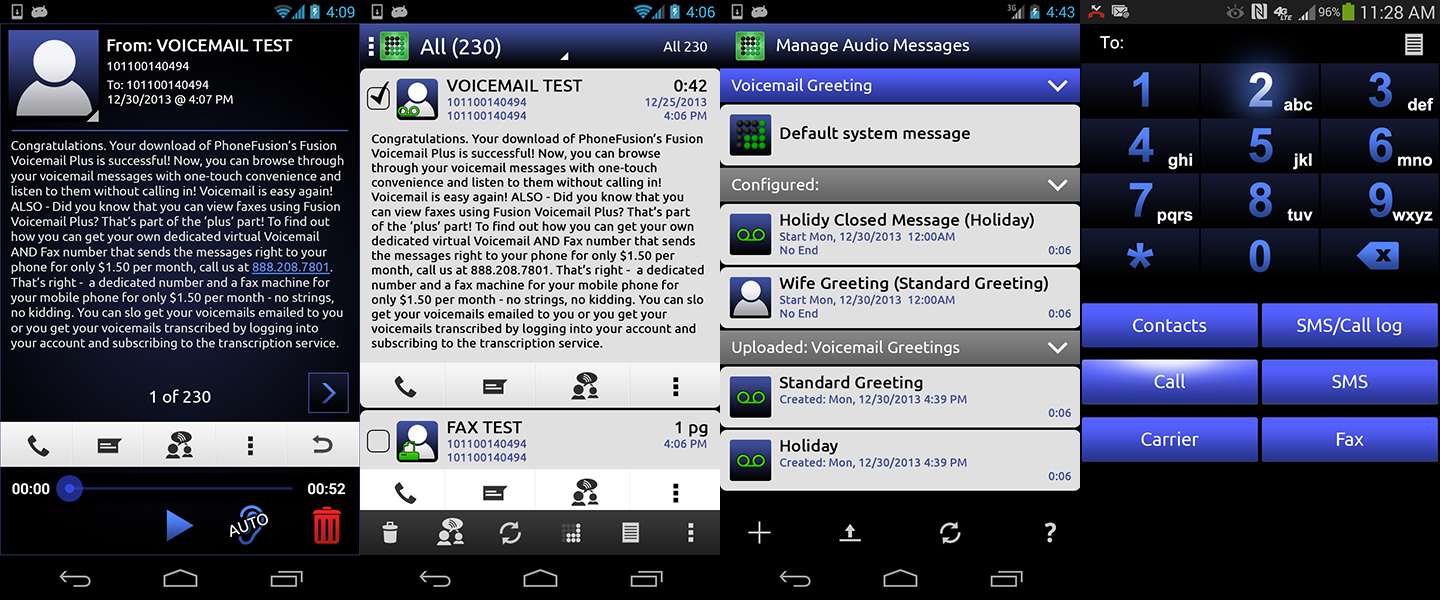 4:09
From: VOICEMAIL TEST
101100140494
To: 101100140494
12/30/2013 @ 4:07 PM
Congratulations. Your download of PhoneFusion's Fusion
Voicemail Plus is successful! Now, you can browse through
your voicemail messages with one-touch convenience and
listen to them without calling in! Voicemail is easy again!
ALSO - Did you know that you can view faxes using Fusion
Voicemail Plus? That's part of the 'plus' part! To find out
how you can get your own dedicated virtual Voicemail
AND Fax number that sends the messages right to your
phone for only $1.50 per month, call us at 888.208.7801.
That's right - a dedicated number and a fax machine for
your mobile phone for only $1.50 per month - no strings,
no kidding. You can slo get your voicemails emailed to you
or you get your voicemails transcribed by logging into
your account and subscribing to the transcription service.
1 of 230
00:00
00:52
AUTO
4:06
All (230)
All 230
VOICEMAIL TEST
0:42
101100140494
12/25/2013
101100140494
4:06 PM
Congratulations. Your download of PhoneFusion's Fusion
Voicemail Plus is successful! Now, you can browse
through your voicemail messages with one-touch
convenience and listen to them without calling in!
Voicemail is easy again! ALSO - Did you know that you
can view faxes using Fusion Voicemail Plus? That's part
of the 'plus' part! To find out how you can get your own
dedicated virtual Voicemail AND Fax number that sends
the messages right to your phone for only $1.50 per
month, call us at 888.208.7801. That's right - a dedicated
number and a fax machine for your mobile phone for
only $1.50 per month - no strings, no kidding. You can slo
get your voicemails emailed to you or you get your
voicemails transcribed by logging into your account and
subscribing to the transcription service.
FAX TEST
1 pg
101100140494
4:06 PM
101100140494
3G
4:43
Manage Audio Messages
Voicemail Greeting
Default system message
Configured:
Holidy Closed Message (Holiday)
Start Mon, 12/30/2013 12:00AM
No End
0:06
Wife Greeting (Standard Greeting)
Start Mon, 12/30/2013 12:00AM
No End
0:06
Uploaded: Voicemail Greetings
Standard Greeting
Created: Mon, 12/30/2013 4:39 PM
0:06
Holiday
Created: Mon, 12/30/2013 4:39 PM
0:06
?
4G LTE
96%
11:28 AM
To:
1
2 abc
3 def
4 ghi
5 jkl
6 mno
7 pqrs
8 tuv
9 wxyz
*
0
x
Contacts
SMS/Call log
Call
SMS
Carrier
Fax